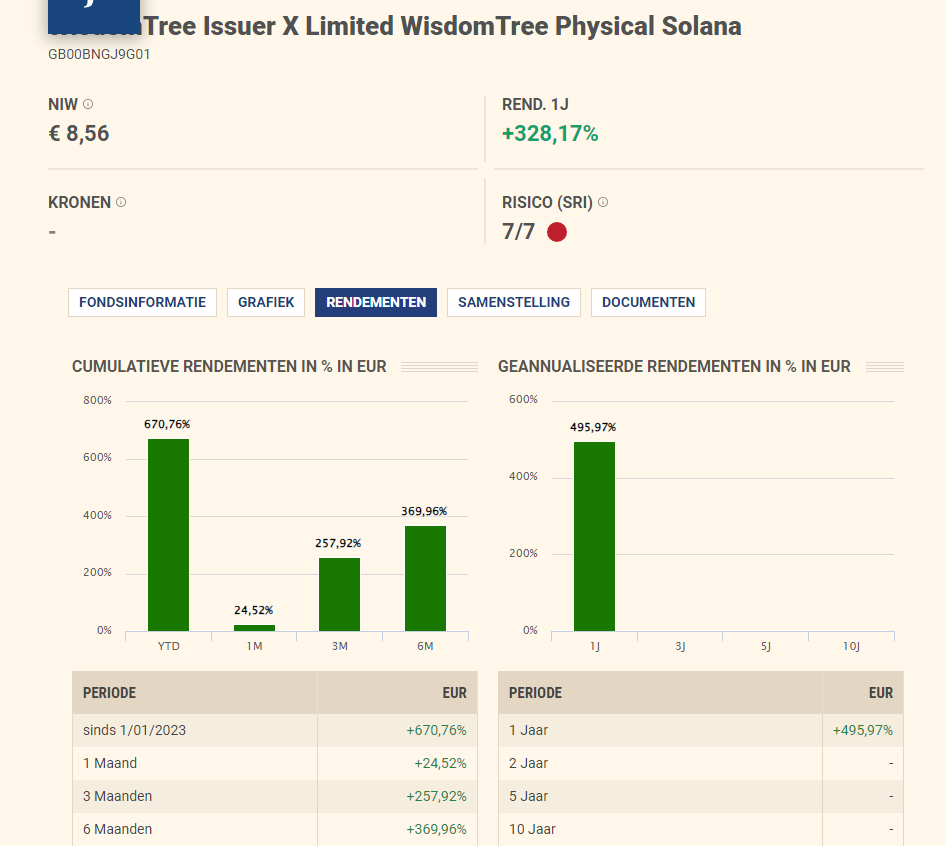 Tree Issuer X Limited WisdomTree Physical Solana
GB00BNGJ9G01
NIW
€ 8,56
REND. 1J
+328,17%
KRONEN
-
RISICO (SRI)
7/7
FONDSINFORMATIE GRAFIEK RENDEMENTEN SAMENSTELLING DOCUMENTEN
CUMULATIEVE RENDEMENTEN IN % IN EUR
800%
600%
400%
200%
0%
670,76%
24,52%
257,92%
369,96%
YTD 1M 3M 6M
PERIODE EUR
sinds 1/01/2023 +670,76%
1 Maand +24,52%
3 Maanden +257,92%
6 Maanden +369,96%
GEANNUALISEERDE RENDEMENTEN IN % IN EUR
600%
400%
200%
0%
495,97%
1J 3J 5J 10J
PERIODE EUR
1 Jaar +495,97%
2 Jaar -
5 Jaar -
10 Jaar -